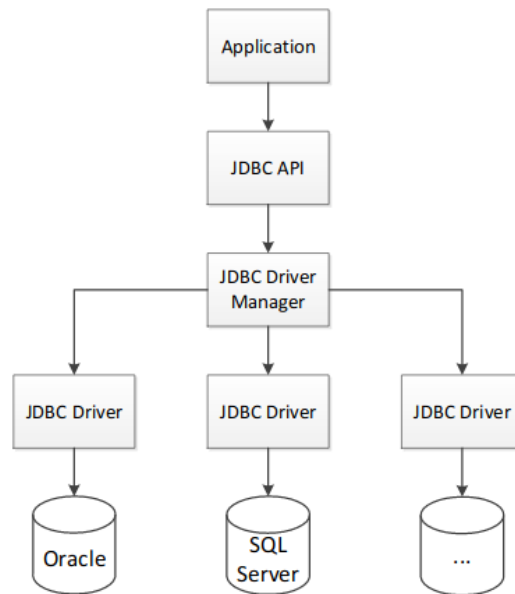 Application
JDBC API
JDBC Driver
Manager
JDBC Driver
JDBC Driver
JDBC Driver
Oracle
SQL
Server
...